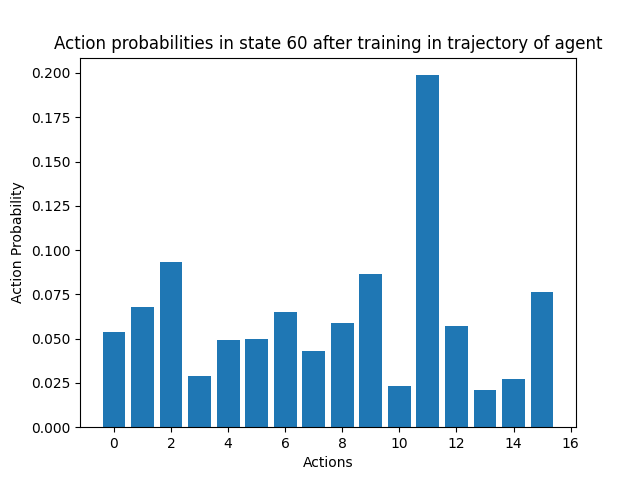 Action probabilities in state 60 after training in trajectory of agent
0.200
0.175
0.150
0.125
0.100
0.075
0.050
0.025
0.000
Action Probability
0 2 4 6 8 10 12 14 16
Actions